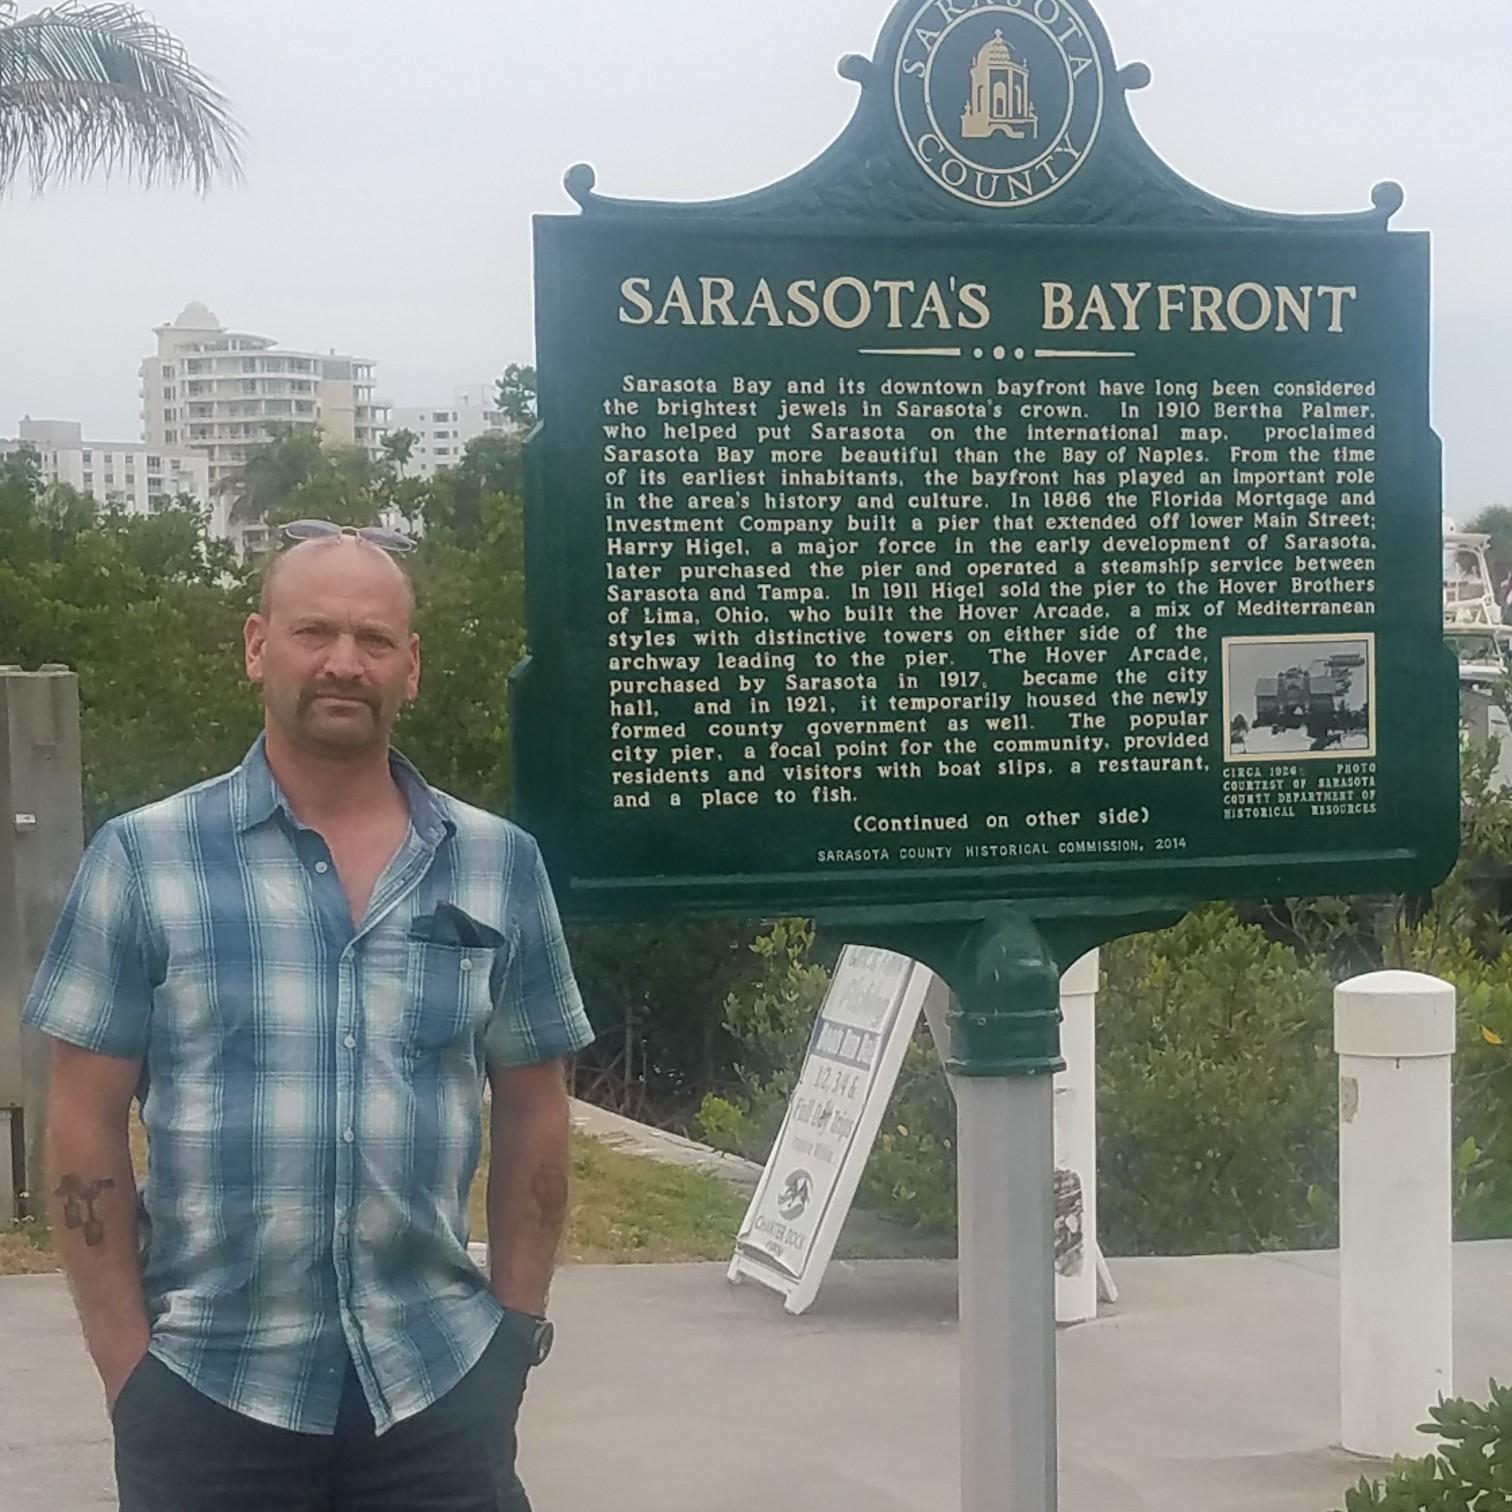 SARASOTA
COUNTY
SARASOTA'S BAYFRONT
Sarasota Bay and its downtown bayfront have long been considered
the brightest jewels in Sarasota's crown. In 1910 Bertha Palmer,
who helped put Sarasota on the international map, proclaimed
Sarasota Bay more beautiful than the Bay of Naples. From the time
of its earliest inhabitants, the bayfront has played an important role
in the area's history and culture. In 1886 the Florida Mortgage and
Investment Company built a pier that extended off lower Main Street;
Harry Higel, a major force in the early development of Sarasota,
later purchased the pier and operated a steamship service between
Sarasota and Tampa. In 1911 Higel sold the pier to the Hover Brothers
of Lima, Ohio, who built the Hover Arcade, a mix of Mediterranean
styles with distinctive towers on either side of the
archway leading to the pier. The Hover Arcade,
purchased by Sarasota in 1917, became the city
hall, and in 1921, it temporarily housed the newly
formed county government as well. The popular
city pier, a focal point for the community, provided
residents and visitors with boat slips, a restaurant,
and a place to fish.
(Continued on other side)
SARASOTA COUNTY HISTORICAL COMMISSION, 2014
CIRCA 1926. PHOTO
COURTESY OF SARASOTA
COUNTY DEPARTMENT OF
HISTORICAL RESOURCES
Fishing
Full Day Trips
CHARTER DOCK